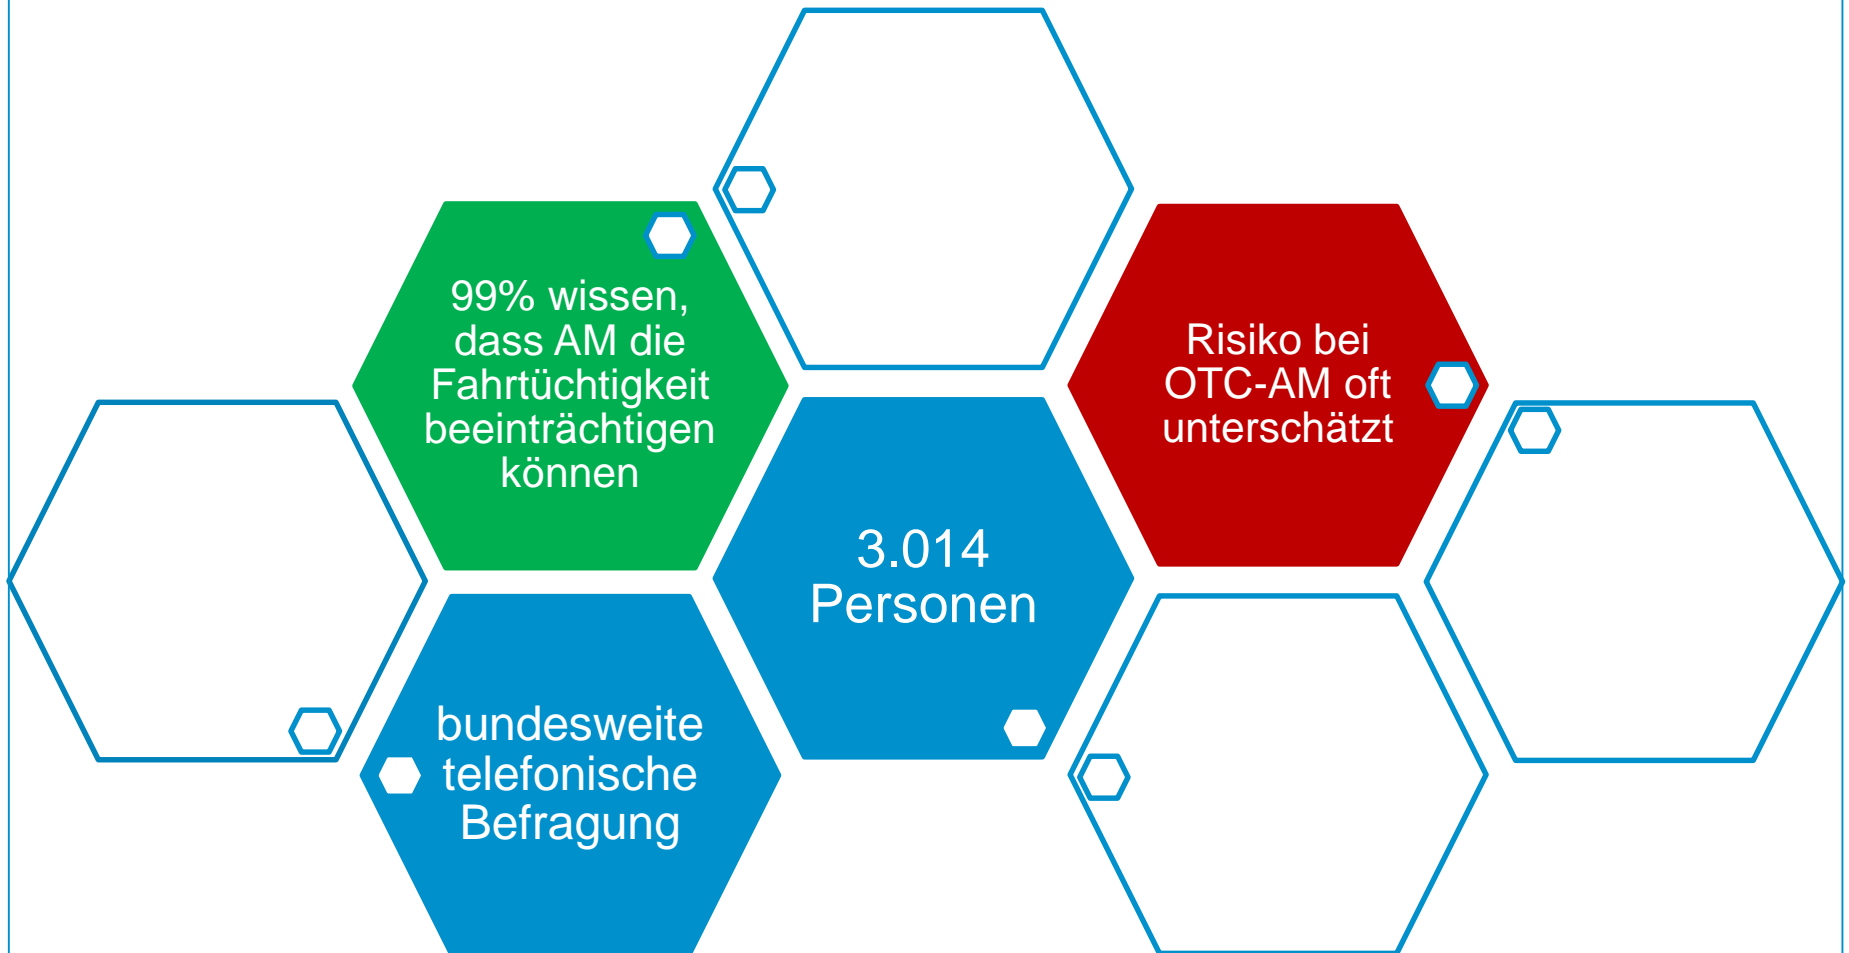 99% wissen,
dass AM die
Fahrtüchtigkeit
beeinträchtigen
können
Risiko bei
OTC-AM oft
unterschätzt
3.014
Personen
bundesweite
telefonische
Befragung